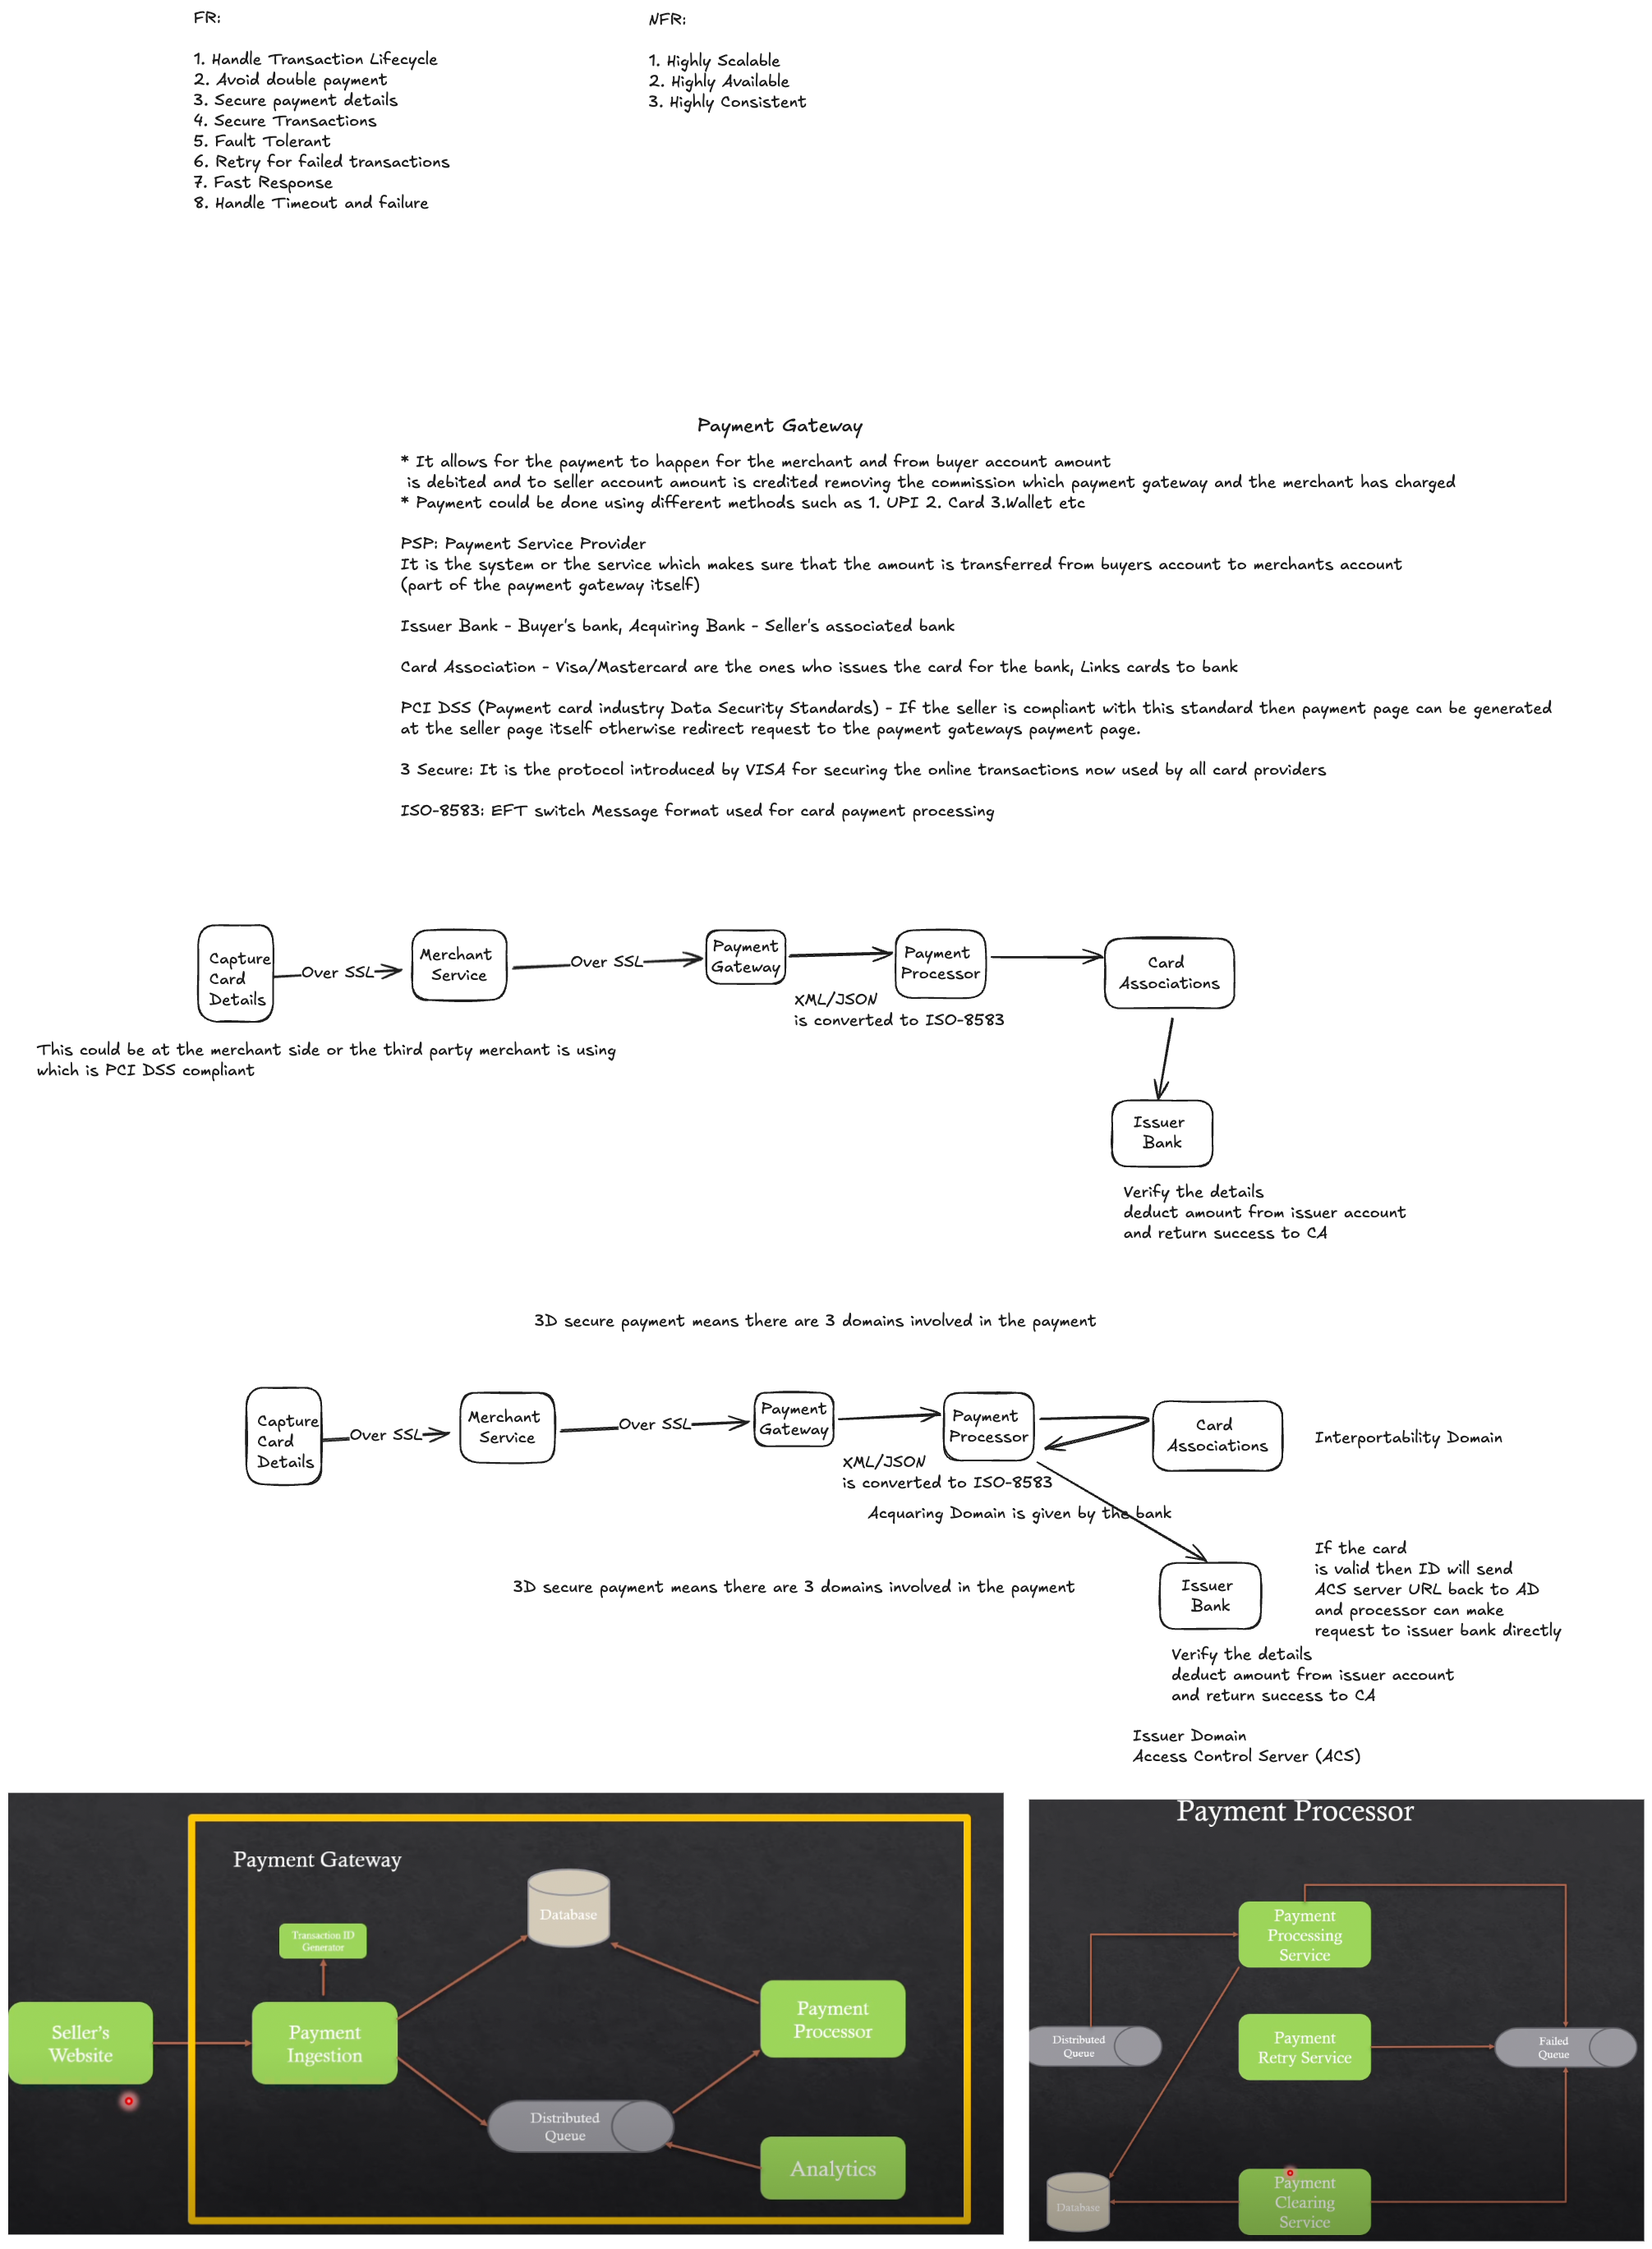 FR:
1. Handle Transaction Lifecycle
2. Avoid double payment
3. Secure payment details
4. Secure Transactions
5. Fault Tolerant
6. Retry for failed transactions
7. Fast Response
8. Handle Timeout and failure
NFR:
1. Highly Scalable
2. Highly Available
3. Highly Consistent
Payment Gateway
* It allows for the payment to happen for the merchant and from buyer account amount
is debited and to seller account amount is credited removing the commission which payment gateway and the merchant has charged
* Payment could be done using different methods such as 1. UPI 2. Card 3.Wallet etc
PSP: Payment Service Provider
It is the system or the service which makes sure that the amount is transferred from buyers account to merchants account
(part of the payment gateway itself)
Issuer Bank - Buyer's bank, Acquiring Bank - Seller's associated bank
Card Association - Visa/Mastercard are the ones who issues the card for the bank, Links cards to bank
PCI DSS (Payment card industry Data Security Standards) - If the seller is compliant with this standard then payment page can be generated
at the seller page itself otherwise redirect request to the payment gateways payment page.
3 Secure: It is the protocol introduced by VISA for securing the online transactions now used by all card providers
ISO-8583: EFT switch Message format used for card payment processing
Capture
Card
Details
Over SSL
Merchant
Service
Over SSL
Payment
Gateway
Payment
Processor
Card
Associations
XML/JSON
is converted to ISO-8583
This could be at the merchant side or the third party merchant is using
which is PCI DSS compliant
Issuer
Bank
Verify the details
deduct amount from issuer account
and return success to CA
3D secure payment means there are 3 domains involved in the payment
Capture
Card
Details
Over SSL
Merchant
Service
Over SSL
Payment
Gateway
Payment
Processor
Card
Associations
Interportability Domain
XML/JSON
is converted to ISO-8583
Acquaring Domain is given by the bank
3D secure payment means there are 3 domains involved in the payment
Issuer
Bank
If the card
is valid then ID will send
ACS server URL back to AD
and processor can make
request to issuer bank directly
Verify the details
deduct amount from issuer account
and return success to CA
Issuer Domain
Access Control Server (ACS)
Payment Gateway
Database
Transaction ID
Generator
Seller's
Website
Payment
Ingestion
Payment
Processor
Distributed
Queue
Analytics
Payment Processor
Payment
Processing
Service
Distributed
Queue
Payment
Retry Service
Failed
Queue
Database
Payment
Clearing
Service